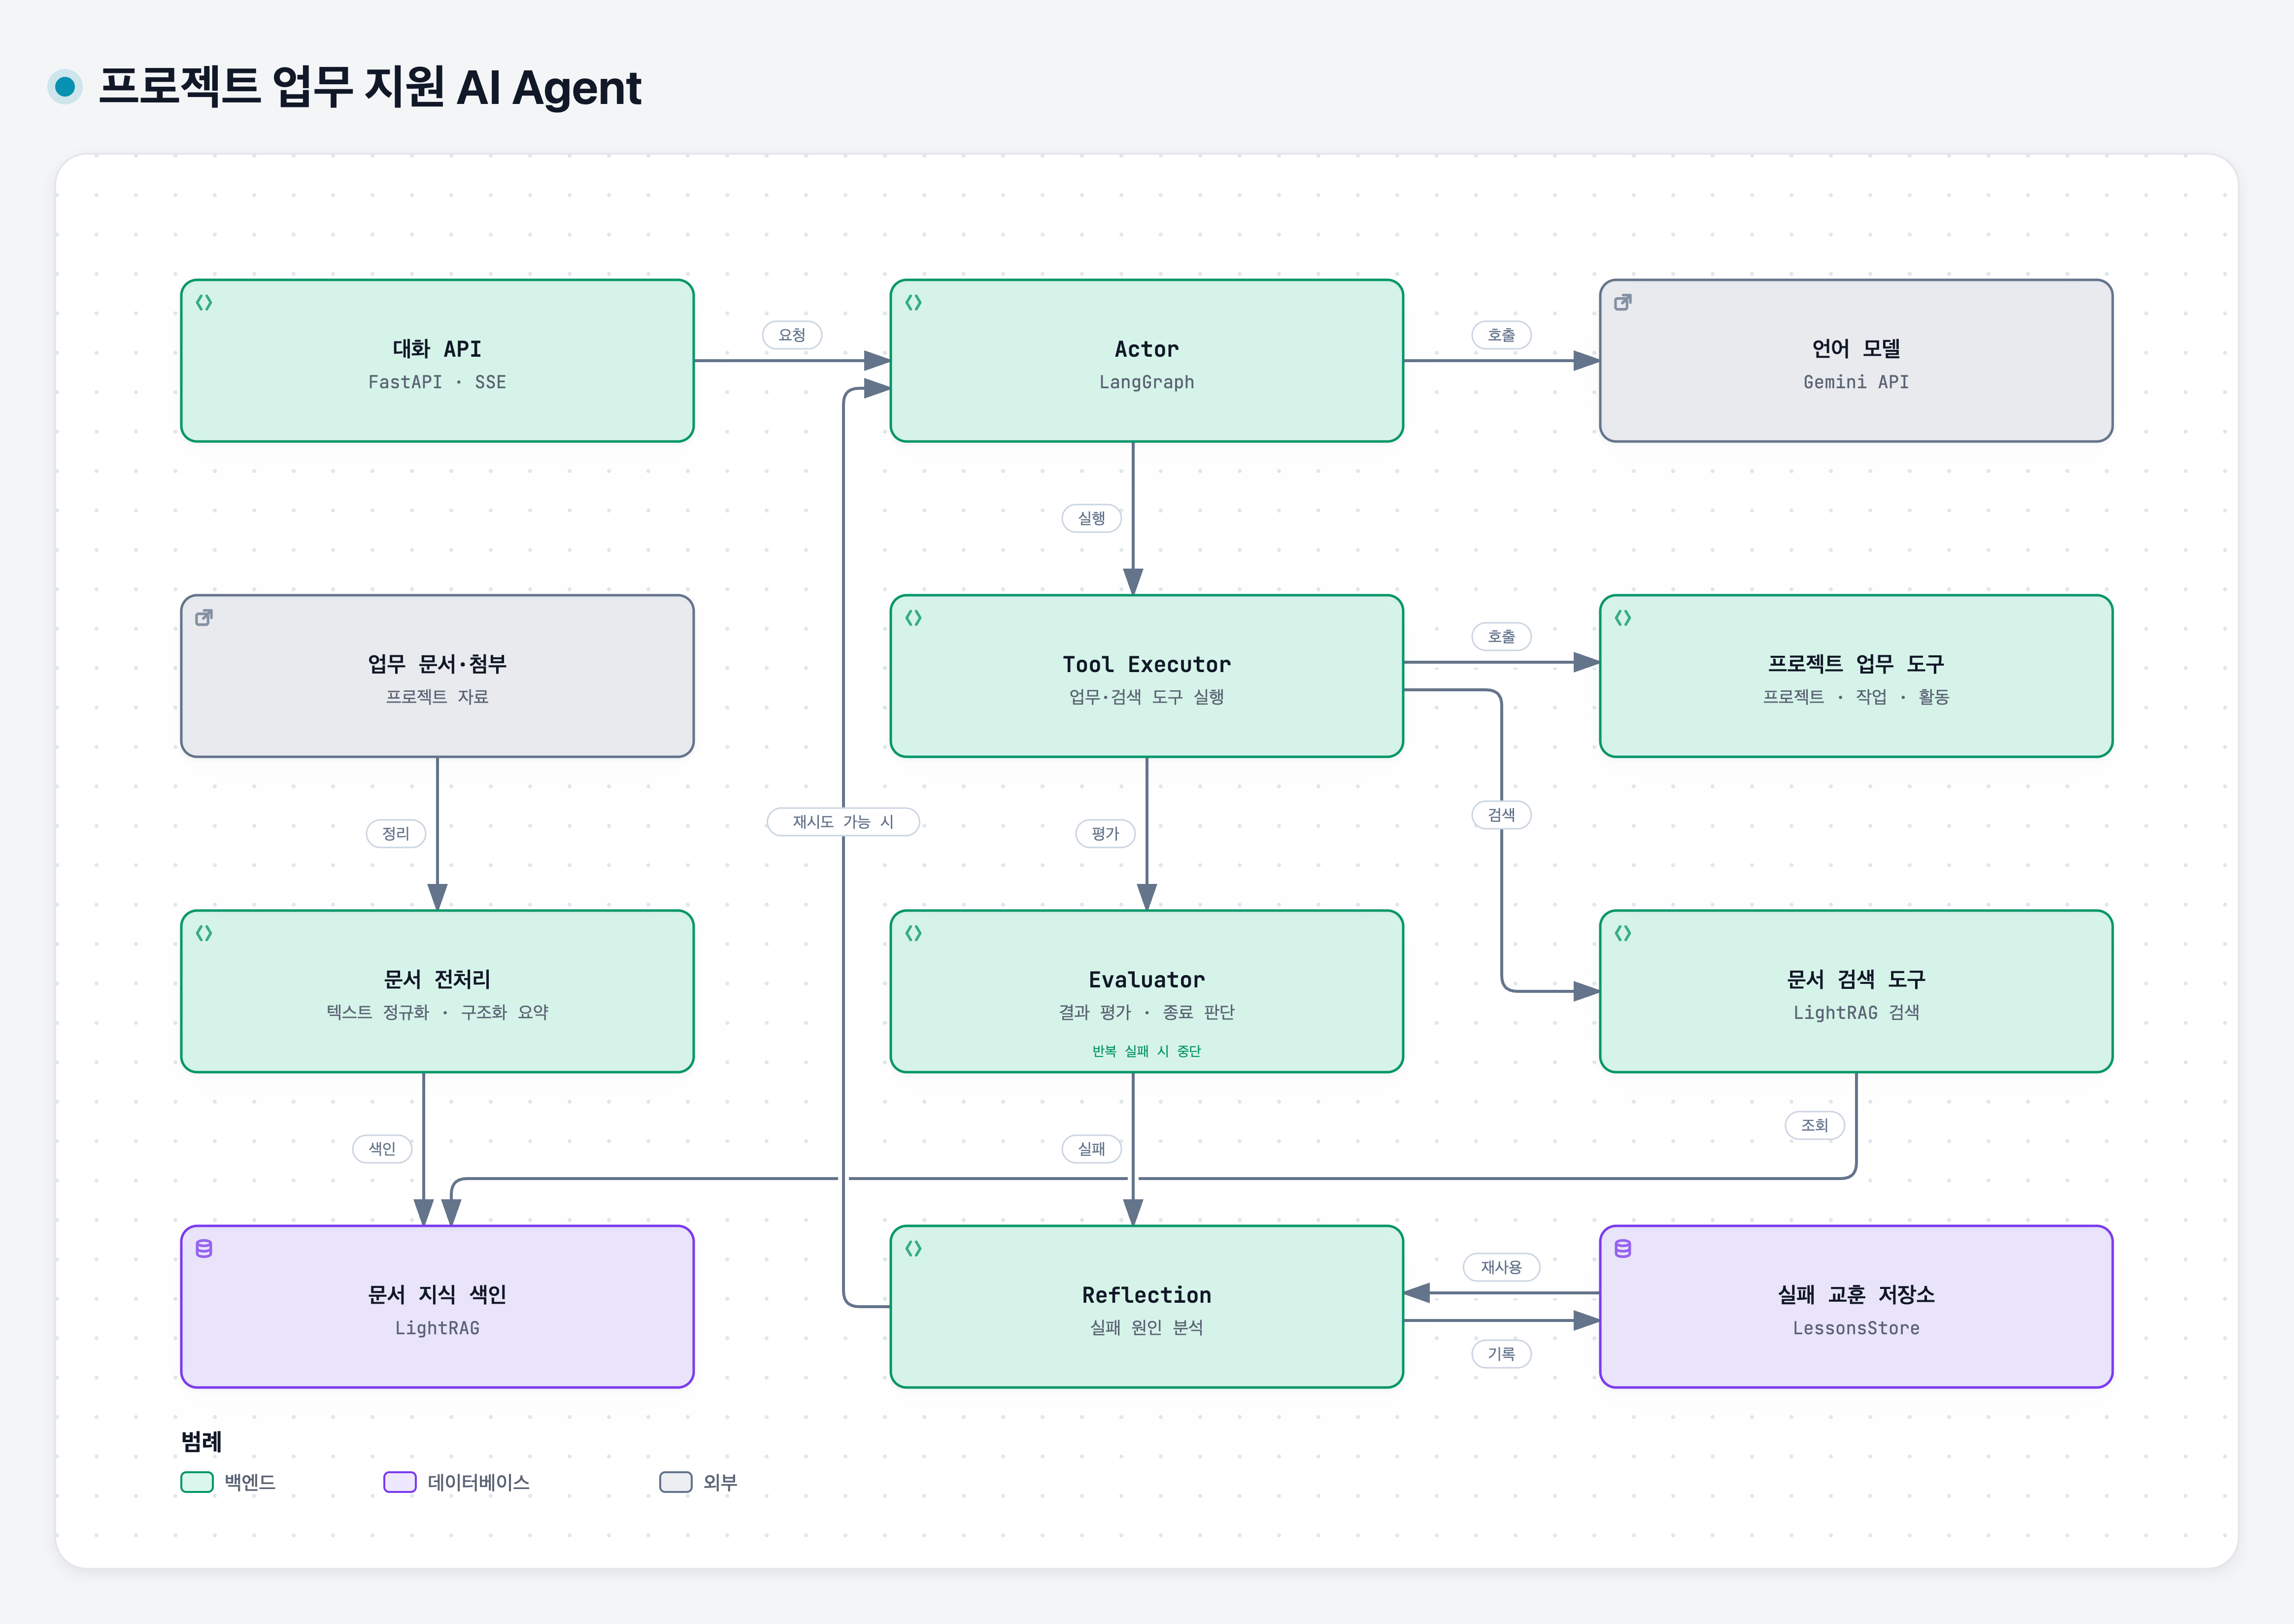 프로젝트 업무 지원 AI Agent
대화 API
FastAPI · SSE
요청
Actor
LangGraph
호출
언어 모델
Gemini API
실행
업무 문서·첨부
프로젝트 자료
Tool Executor
업무·검색 도구 실행
호출
프로젝트 업무 도구
프로젝트 · 작업 · 활동
정리
재시도 가능 시
평가
검색
문서 전처리
텍스트 정규화 · 구조화 요약
Evaluator
결과 평가 · 종료 판단
반복 실패 시 중단
문서 검색 도구
LightRAG 검색
색인
실패
조회
문서 지식 색인
LightRAG
Reflection
실패 원인 분석
재사용
기록
실패 교훈 저장소
LessonsStore
범례
백엔드
데이터베이스
외부